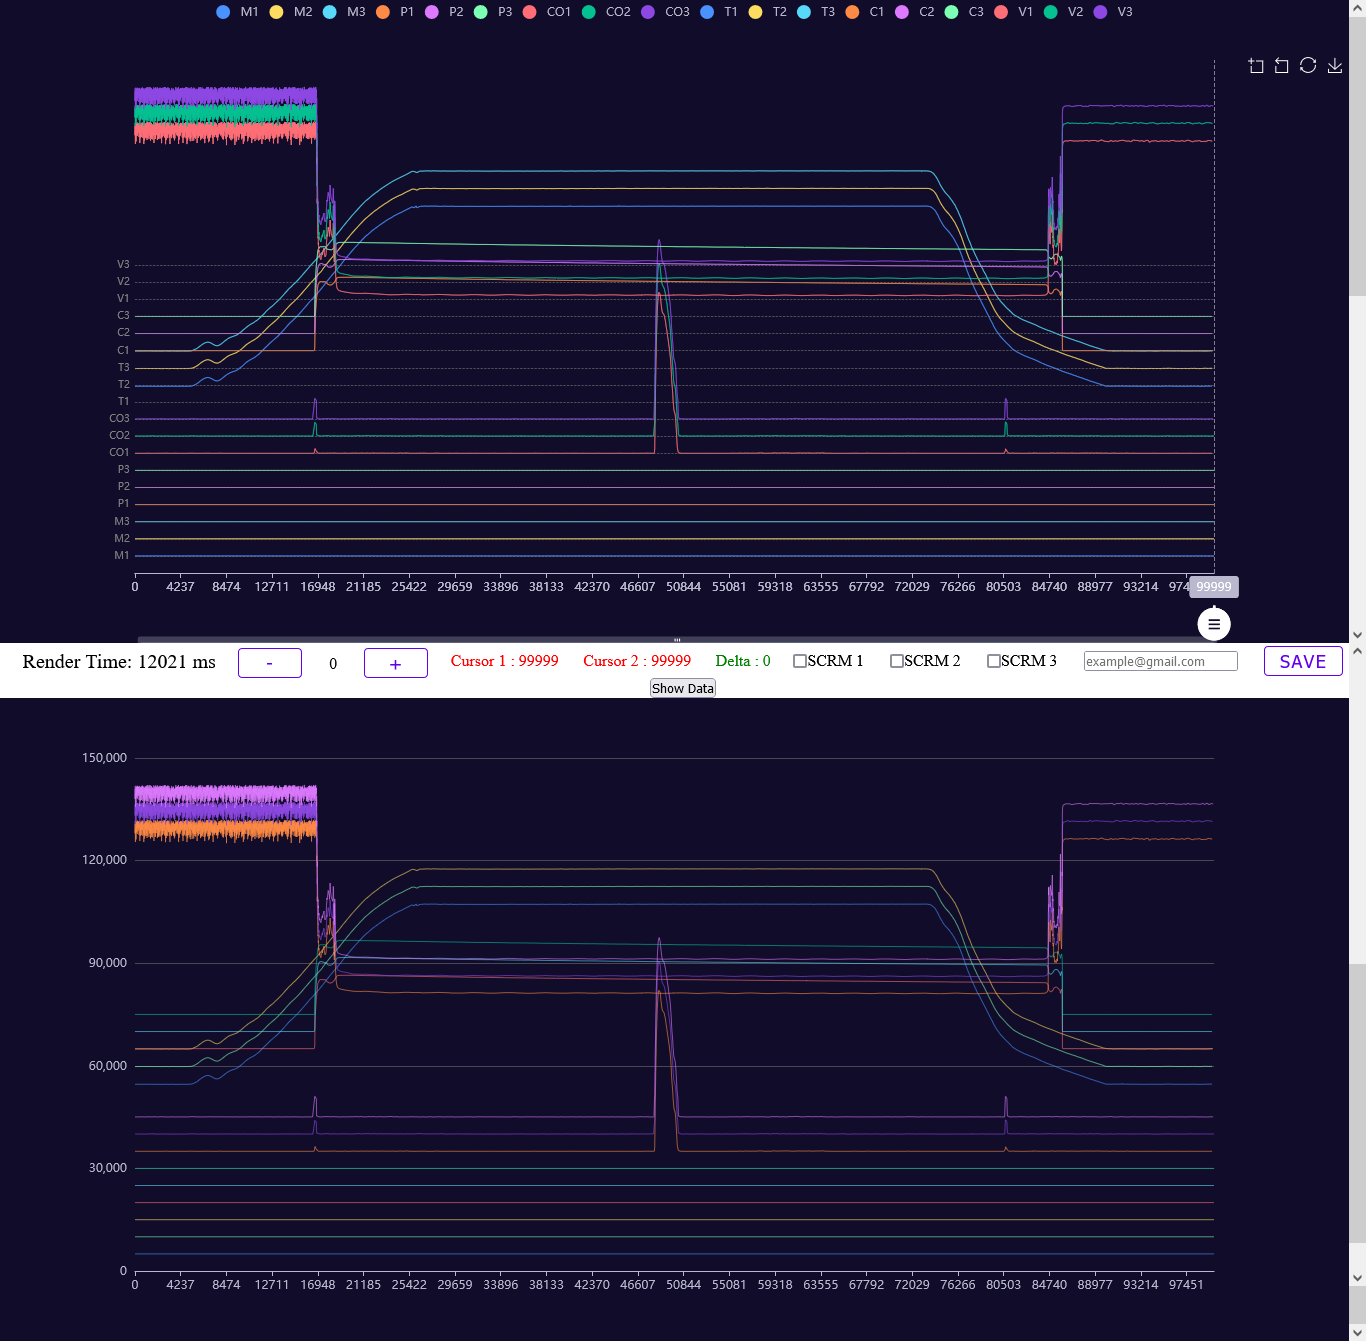 M1 M2 M3 P1 P2 P3 CO1 CO2 CO3 T1 T2 T3 C1 C2 C3 V1 V2 V3
V3
V2
V1
C3
C2
C1
T3
T2
T1
CO3
CO2
CO1
P3
P2
P1
M3
M2
M1
0 4237 8474 12711 16948 21185 25422 29659 33896 38133 42370 46607 50844 55081 59318 63555 67792 72029 76266 80503 84740 88977 93214 974 99999
Render Time: 12021 ms - 0 + Cursor 1 : 99999 Cursor 2 : 99999 Delta : 0 SCRM 1 SCRM 2 SCRM 3 example@gmail.com SAVE
Show Data
150,000
120,000
90,000
60,000
30,000
0
0 4237 8474 12711 16948 21185 25422 29659 33896 38133 42370 46607 50844 55081 59318 63555 67792 72029 76266 80503 84740 88977 93214 97451